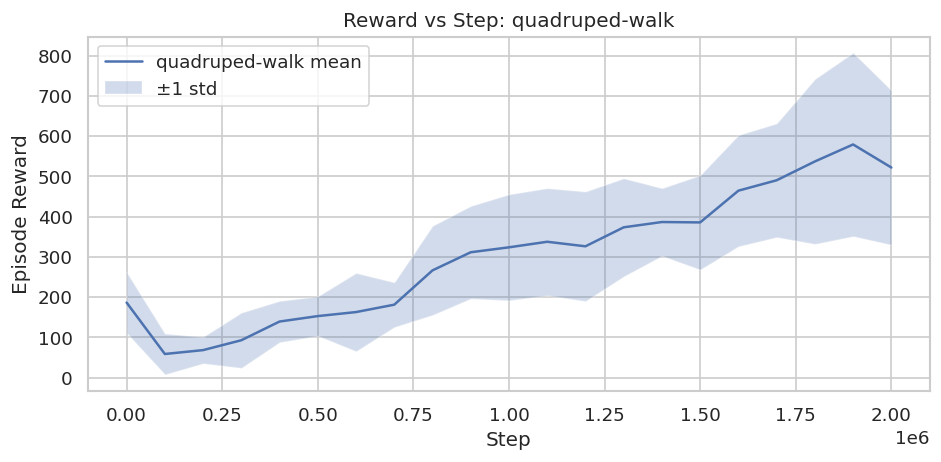 Reward vs Step: quadruped-walk
quadruped-walk mean
±1 std
Episode Reward
800
700
600
500
400
300
200
100
0
0.00 0.25 0.50 0.75 1.00 1.25 1.50 1.75 2.00
1e6
Step